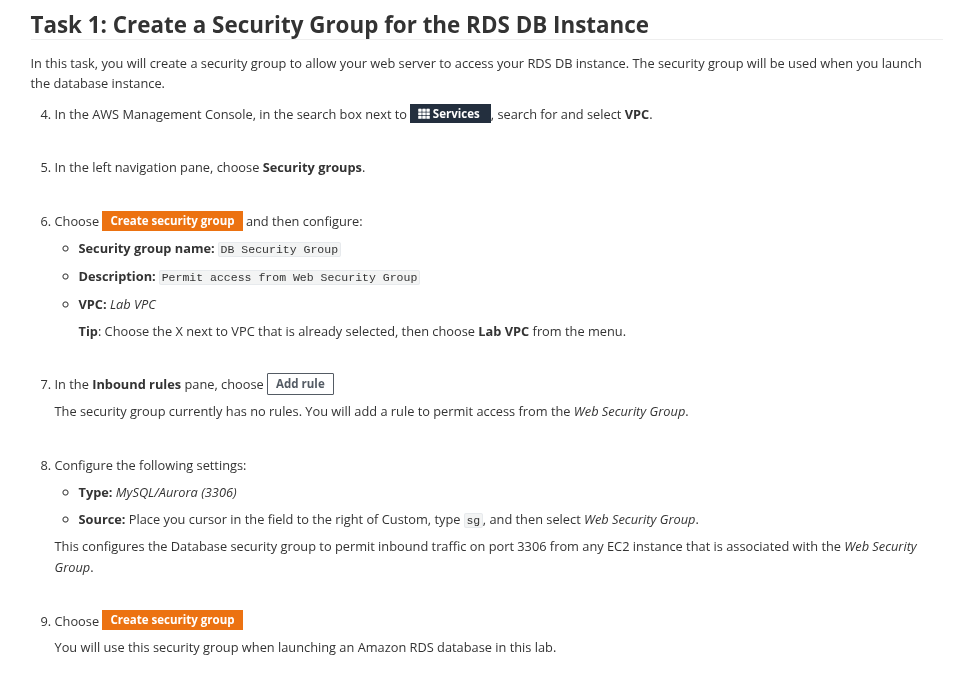 Task 1: Create a Security Group for the RDS DB Instance
In this task, you will create a security group to allow your web server to access your RDS DB instance. The security group will be used when you launch
the database instance.
4. In the AWS Management Console, in the search box next to Services, search for and select VPC.
5. In the left navigation pane, choose Security groups.
6. Choose Create security group and then configure:
Security group name: DB Security Group
Description: Permit access from Web Security Group
VPC: Lab VPC
Tip: Choose the X next to VPC that is already selected, then choose Lab VPC from the menu.
7. In the Inbound rules pane, choose Add rule
The security group currently has no rules. You will add a rule to permit access from the Web Security Group.
8. Configure the following settings:
Type: MySQL/Aurora (3306)
Source: Place you cursor in the field to the right of Custom, type sg, and then select Web Security Group.
This configures the Database security group to permit inbound traffic on port 3306 from any EC2 instance that is associated with the Web Security
Group.
9. Choose Create security group
You will use this security group when launching an Amazon RDS database in this lab.